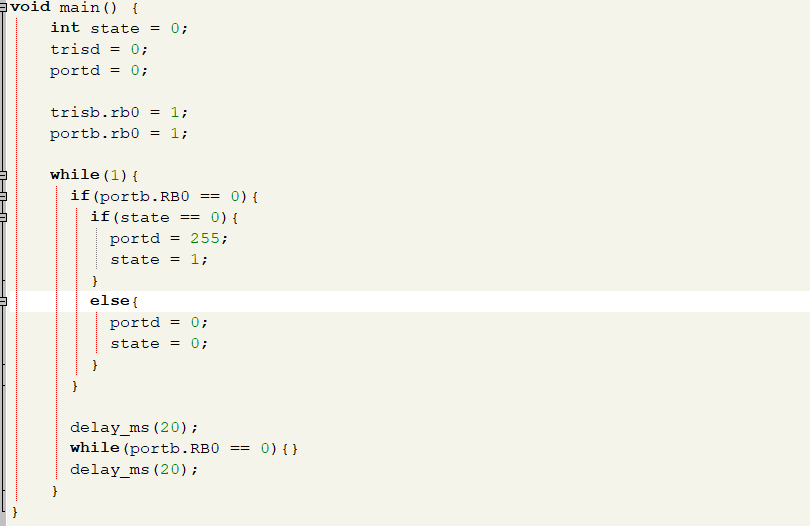 void main() {
    int state = 0;
    trisd = 0;
    portd = 0;

    trisb.rb0 = 1;
    portb.rb0 = 1;

    while(1){
      if(portb.RB0 == 0){
        if(state == 0){
          portd = 255;
          state = 1;
        }
        else{
          portd = 0;
          state = 0;
        }
      }

      delay_ms(20);
      while(portb.RB0 == 0){}
      delay_ms(20);
    }
}